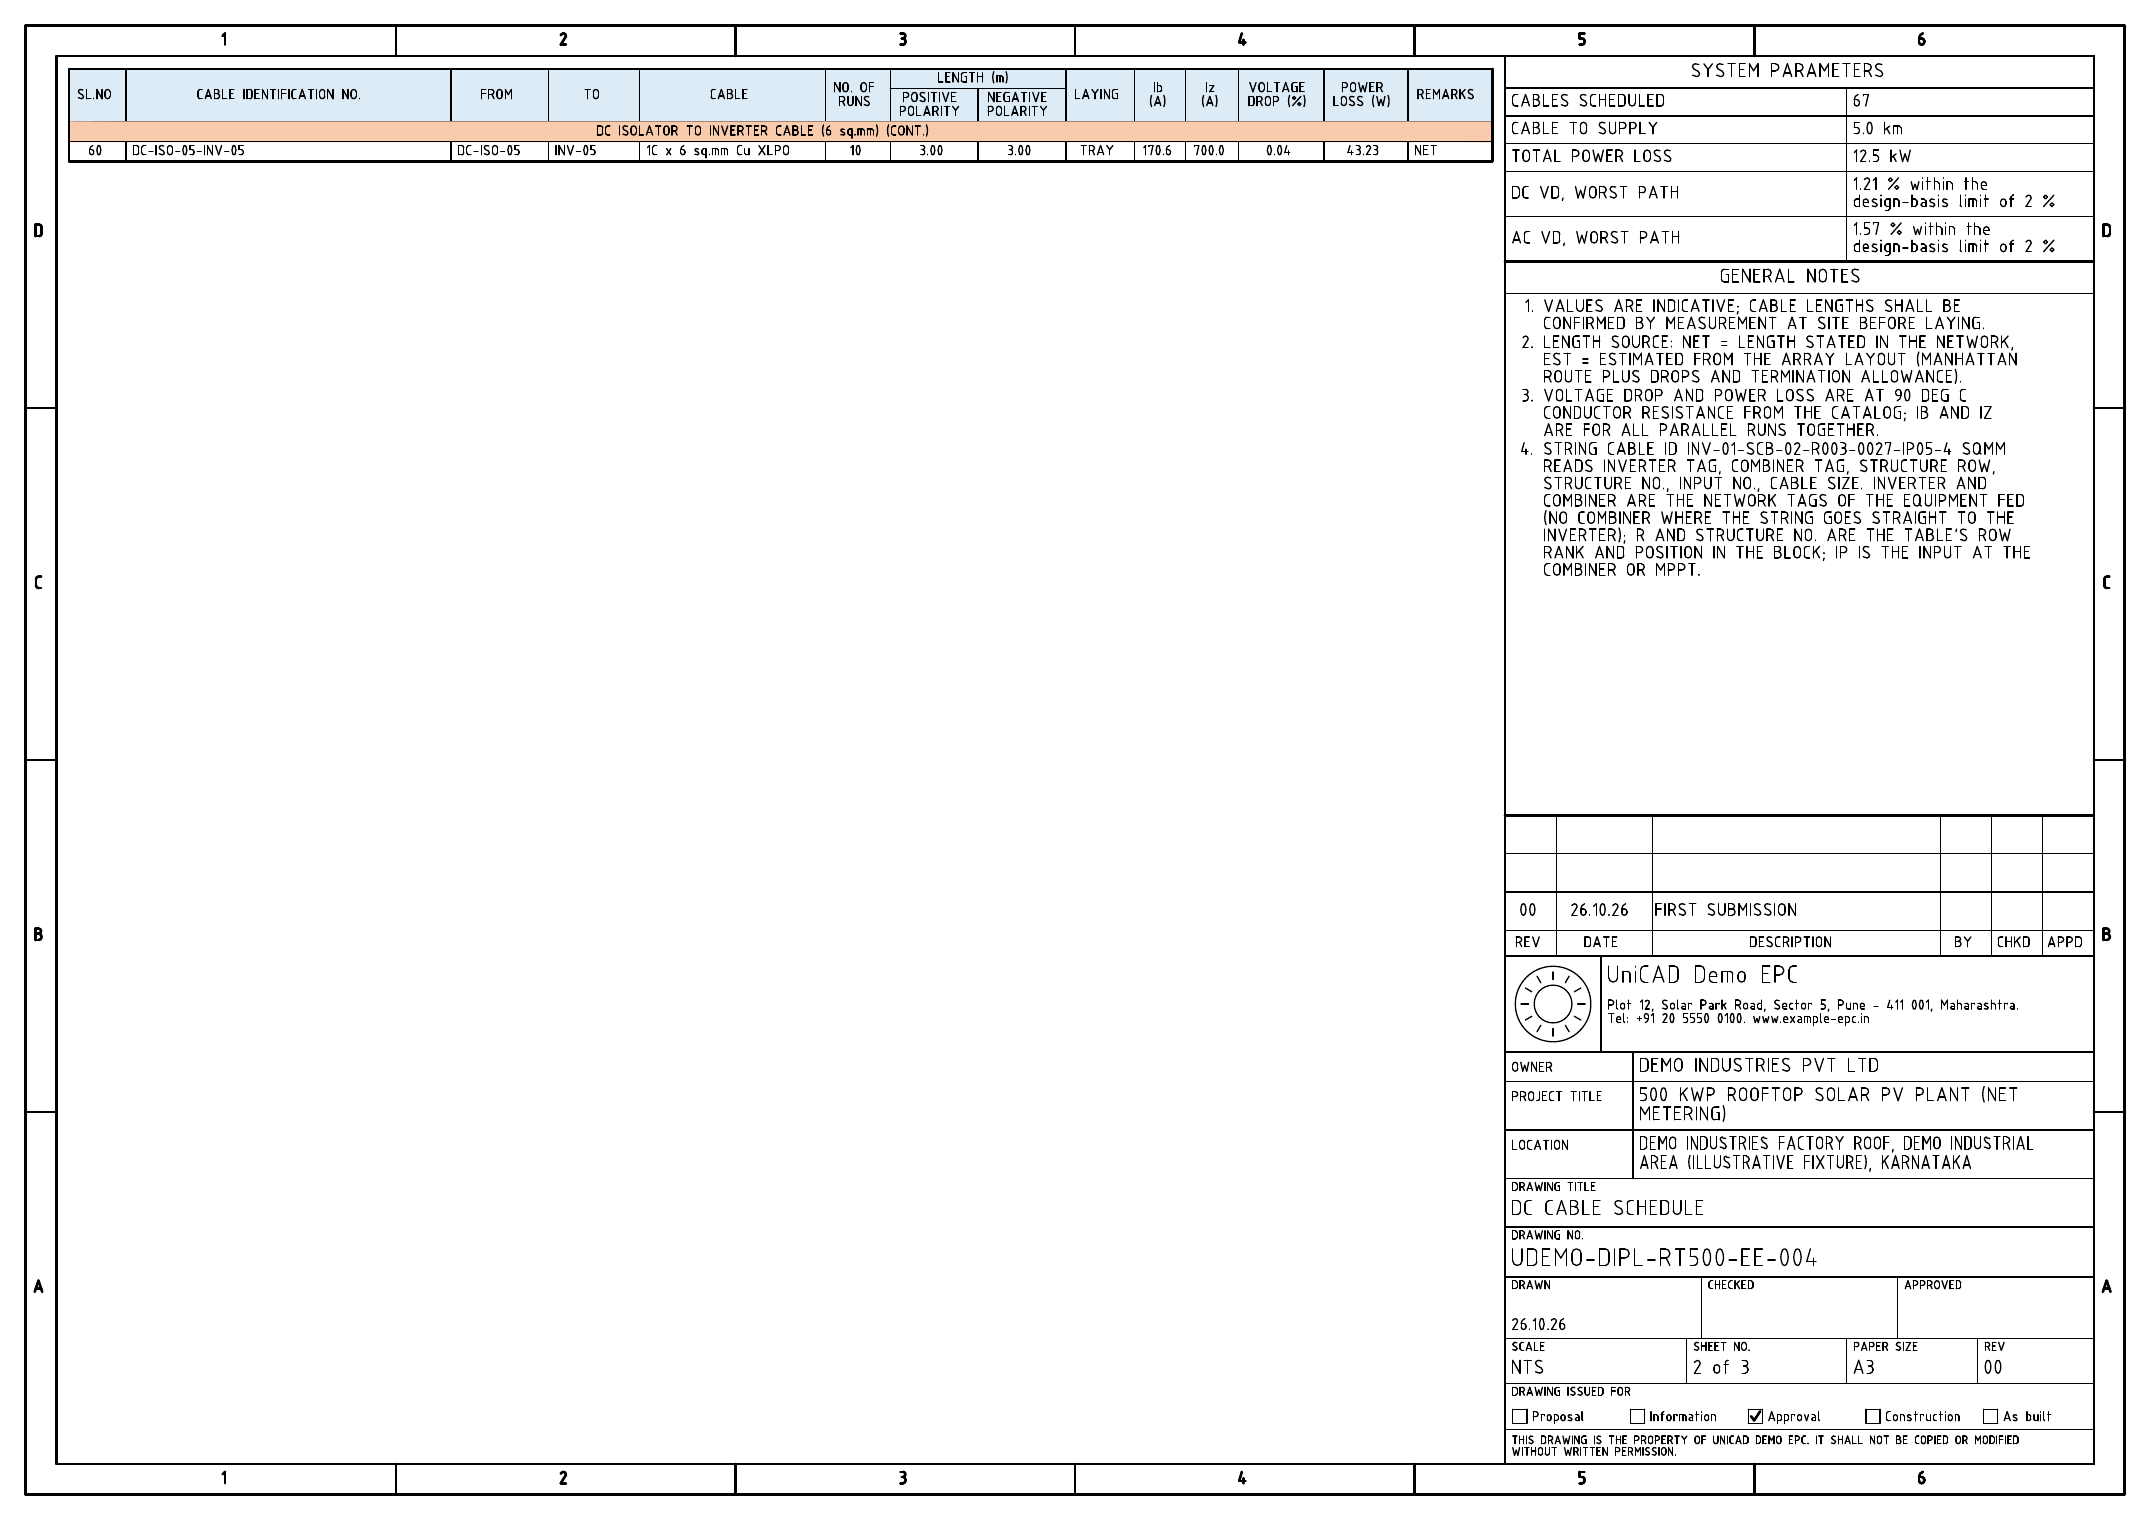 1 2 3 4 5 6
SL.NO CABLE IDENTIFICATION NO. FROM TO CABLE NO. OF RUNS LENGTH (m) POSITIVE POLARITY NEGATIVE POLARITY LAYING Ib (A) Iz (A) VOLTAGE DROP (%) POWER LOSS (W) REMARKS
DC ISOLATOR TO INVERTER CABLE (6 sq.mm) (CONT.)
60 DC-ISO-05-INV-05 DC-ISO-05 INV-05 1C x 6 sq.mm Cu XLPO 10 3.00 3.00 TRAY 170.6 700.0 0.04 43.23 NET
SYSTEM PARAMETERS
CABLES SCHEDULED 67
CABLE TO SUPPLY 5.0 km
TOTAL POWER LOSS 12.5 kW
DC VD, WORST PATH 1.21 % within the
design-basis limit of 2 %
AC VD, WORST PATH 1.57 % within the
design-basis limit of 2 %
GENERAL NOTES
1. VALUES ARE INDICATIVE; CABLE LENGTHS SHALL BE
CONFIRMED BY MEASUREMENT AT SITE BEFORE LAYING.
2. LENGTH SOURCE: NET = LENGTH STATED IN THE NETWORK,
EST = ESTIMATED FROM THE ARRAY LAYOUT (MANHATTAN
ROUTE PLUS DROPS AND TERMINATION ALLOWANCE).
3. VOLTAGE DROP AND POWER LOSS ARE AT 90 DEG C
CONDUCTOR RESISTANCE FROM THE CATALOG; IB AND IZ
ARE FOR ALL PARALLEL RUNS TOGETHER.
4. STRING CABLE ID INV-01-SCB-02-R003-0027-IP05-4 SQMM
READS INVERTER TAG, COMBINER TAG, STRUCTURE ROW,
STRUCTURE NO., INPUT NO., CABLE SIZE. INVERTER AND
COMBINER ARE THE NETWORK TAGS OF THE EQUIPMENT FED
(NO COMBINER WHERE THE STRING GOES STRAIGHT TO THE
INVERTER); R AND STRUCTURE NO. ARE THE TABLE'S ROW
RANK AND POSITION IN THE BLOCK; IP IS THE INPUT AT THE
COMBINER OR MPPT.
D D
C C
B B
A A
00 26.10.26 FIRST SUBMISSION
REV DATE DESCRIPTION BY CHKD APPD
UniCAD Demo EPC
Plot 12, Solar Park Road, Sector 5, Pune - 411 001, Maharashtra.
Tel: +91 20 5550 0100. www.example-epc.in
OWNER DEMO INDUSTRIES PVT LTD
PROJECT TITLE 500 KWP ROOFTOP SOLAR PV PLANT (NET
METERING)
LOCATION DEMO INDUSTRIES FACTORY ROOF, DEMO INDUSTRIAL
AREA (ILLUSTRATIVE FIXTURE), KARNATAKA
DRAWING TITLE
DC CABLE SCHEDULE
DRAWING NO.
UDEMO-DIPL-RT500-EE-004
DRAWN CHECKED APPROVED
26.10.26
SCALE SHEET NO. PAPER SIZE REV
NTS 2 of 3 A3 00
DRAWING ISSUED FOR
Proposal Information Approval Construction As built
THIS DRAWING IS THE PROPERTY OF UNICAD DEMO EPC. IT SHALL NOT BE COPIED OR MODIFIED
WITHOUT WRITTEN PERMISSION.
1 2 3 4 5 6